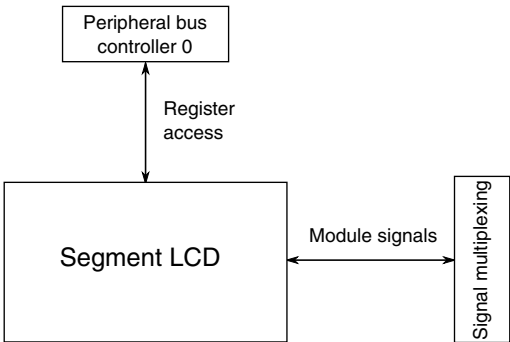 Peripheral bus
controller 0
Register
access
Segment LCD
Module signals
Signal multiplexing